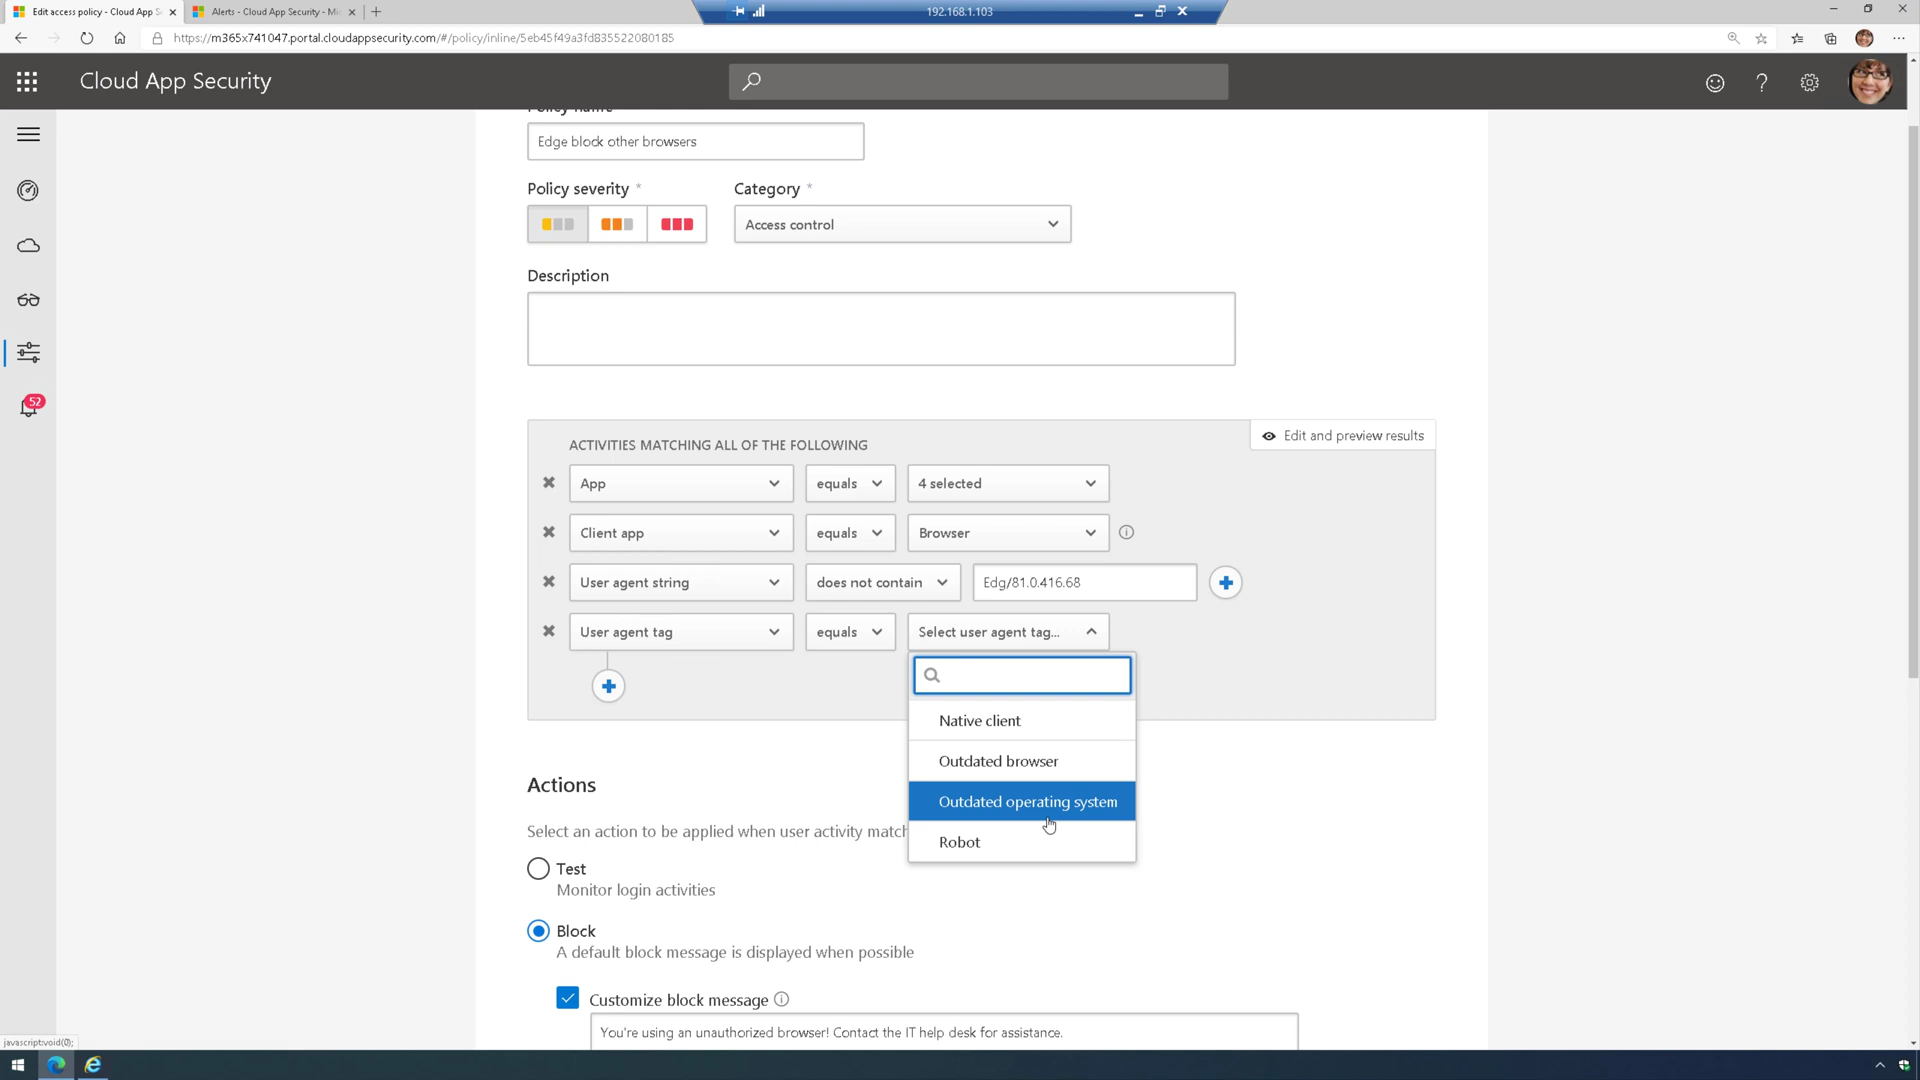 Edit access policy - Cloud App Se
Alerts - Cloud App Security - Mi
192.168.1.103
https://m365x741047.portal.cloudappsecurity.com/#/policy/inline/5eb45f49a3fd835522080185
Cloud App Security
Policy name
Edge block other browsers
Policy severity *
Category *
Access control
Description
52
ACTIVITIES MATCHING ALL OF THE FOLLOWING
Edit and preview results
App equals 4 selected
Client app equals Browser
User agent string does not contain Edg/81.0.416.68
User agent tag equals Select user agent tag...
Native client
Outdated browser
Outdated operating system
Robot
Actions
Select an action to be applied when user activity match
Test
Monitor login activities
Block
A default block message is displayed when possible
Customize block message
You're using an unauthorized browser! Contact the IT help desk for assistance.
javascript:void(0);